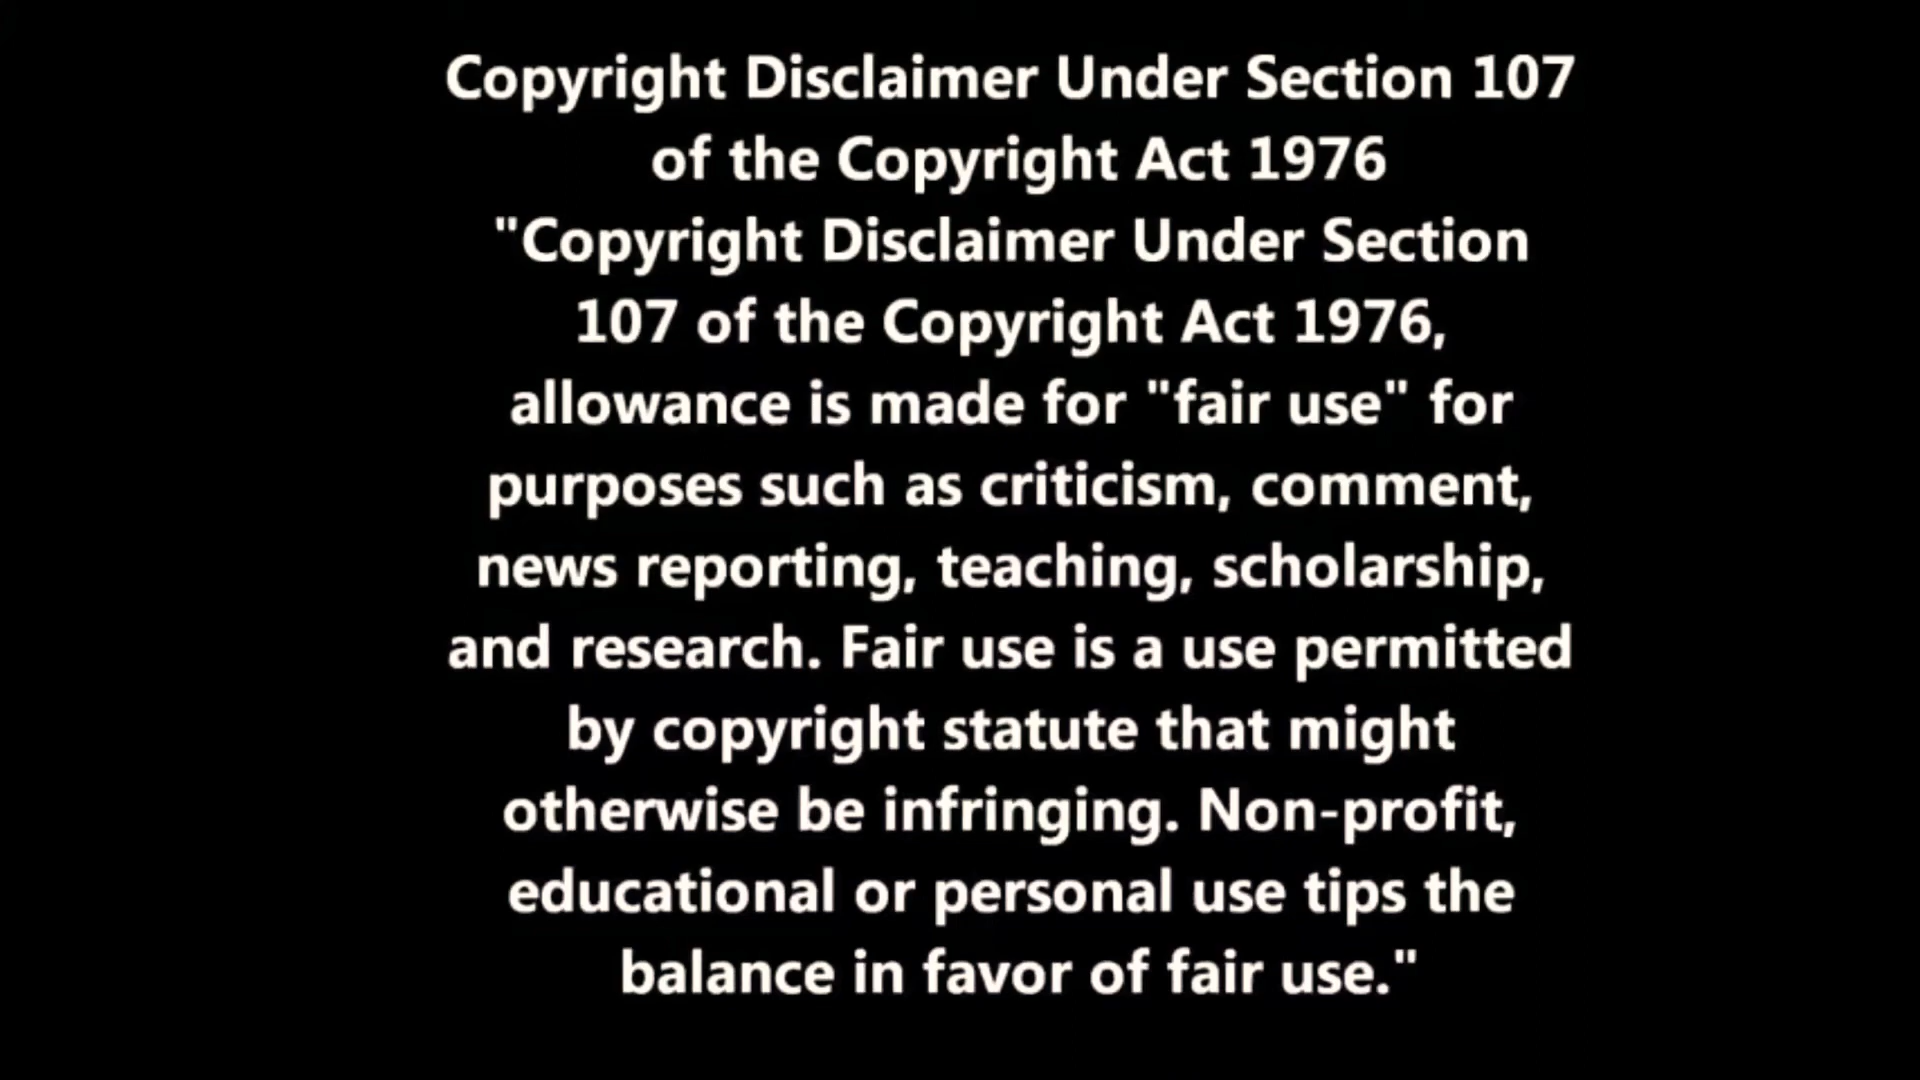 Copyright Disclaimer Under Section 107
of the Copyright Act 1976
"Copyright Disclaimer Under Section
107 of the Copyright Act 1976,
allowance is made for "fair use" for
purposes such as criticism, comment,
news reporting, teaching, scholarship,
and research. Fair use is a use permitted
by copyright statute that might
otherwise be infringing. Non-profit,
educational or personal use tips the
balance in favor of fair use."